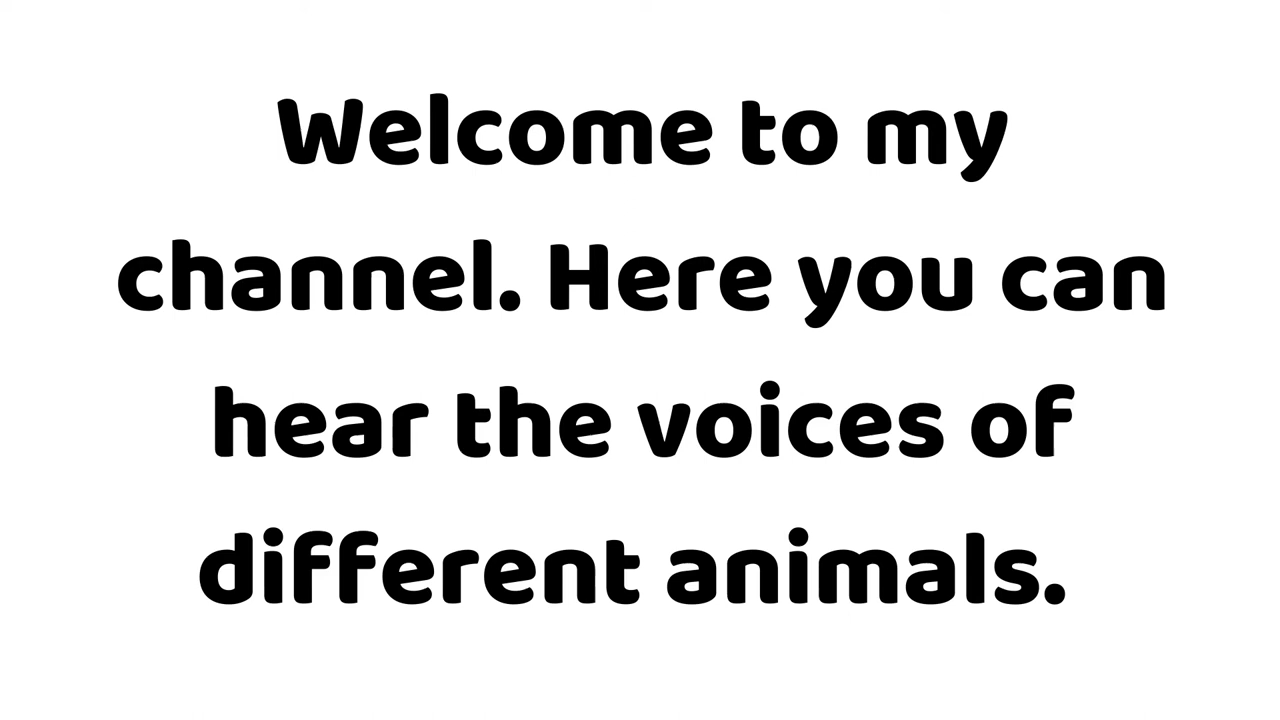 Welcome to my
channel. Here you can
hear the voices of
different animals.